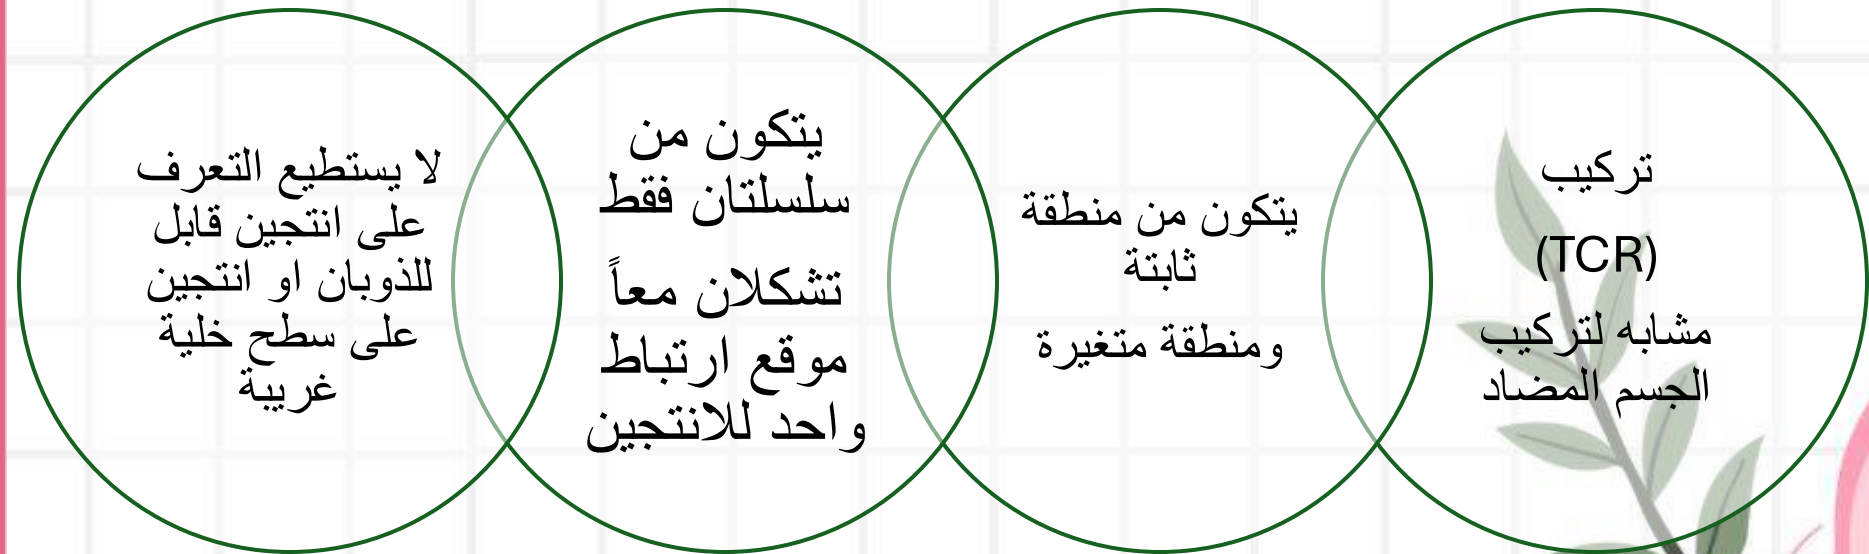 تركيب
(TCR)
مشابه لتركيب
الجسم المضاد
يتكون من منطقة
ثابتة
ومنطقة متغيرة
يتكون من
سلسلتان فقط
تشكلان معاً
موقع ارتباط
واحد للانتجين
لا يستطيع التعرف
على انتجين قابل
للذوبان او انتجين
على سطح خلية
غريبة